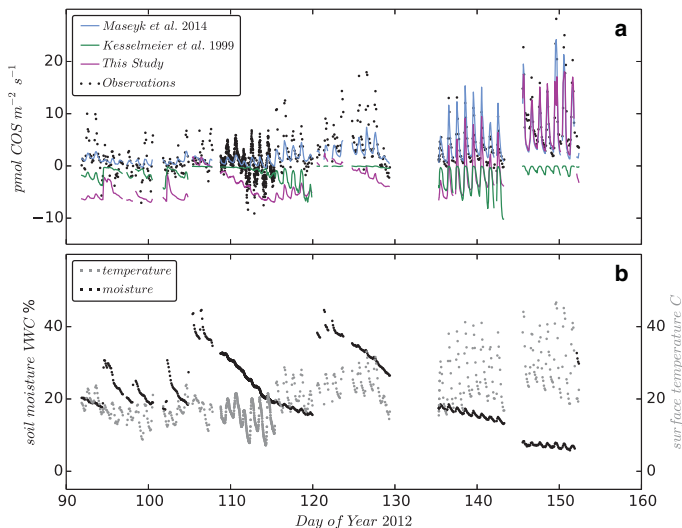 a
Maseyk et al. 2014
Kesselmeier et al. 1999
This Study
Observations
pmol COS m⁻² s⁻¹
20
10
0
−10
b
temperature
moisture
soil moisture VWC %
surface temperature C
40
20
0
40
20
0
90
100
110
120
130
140
150
160
Day of Year 2012